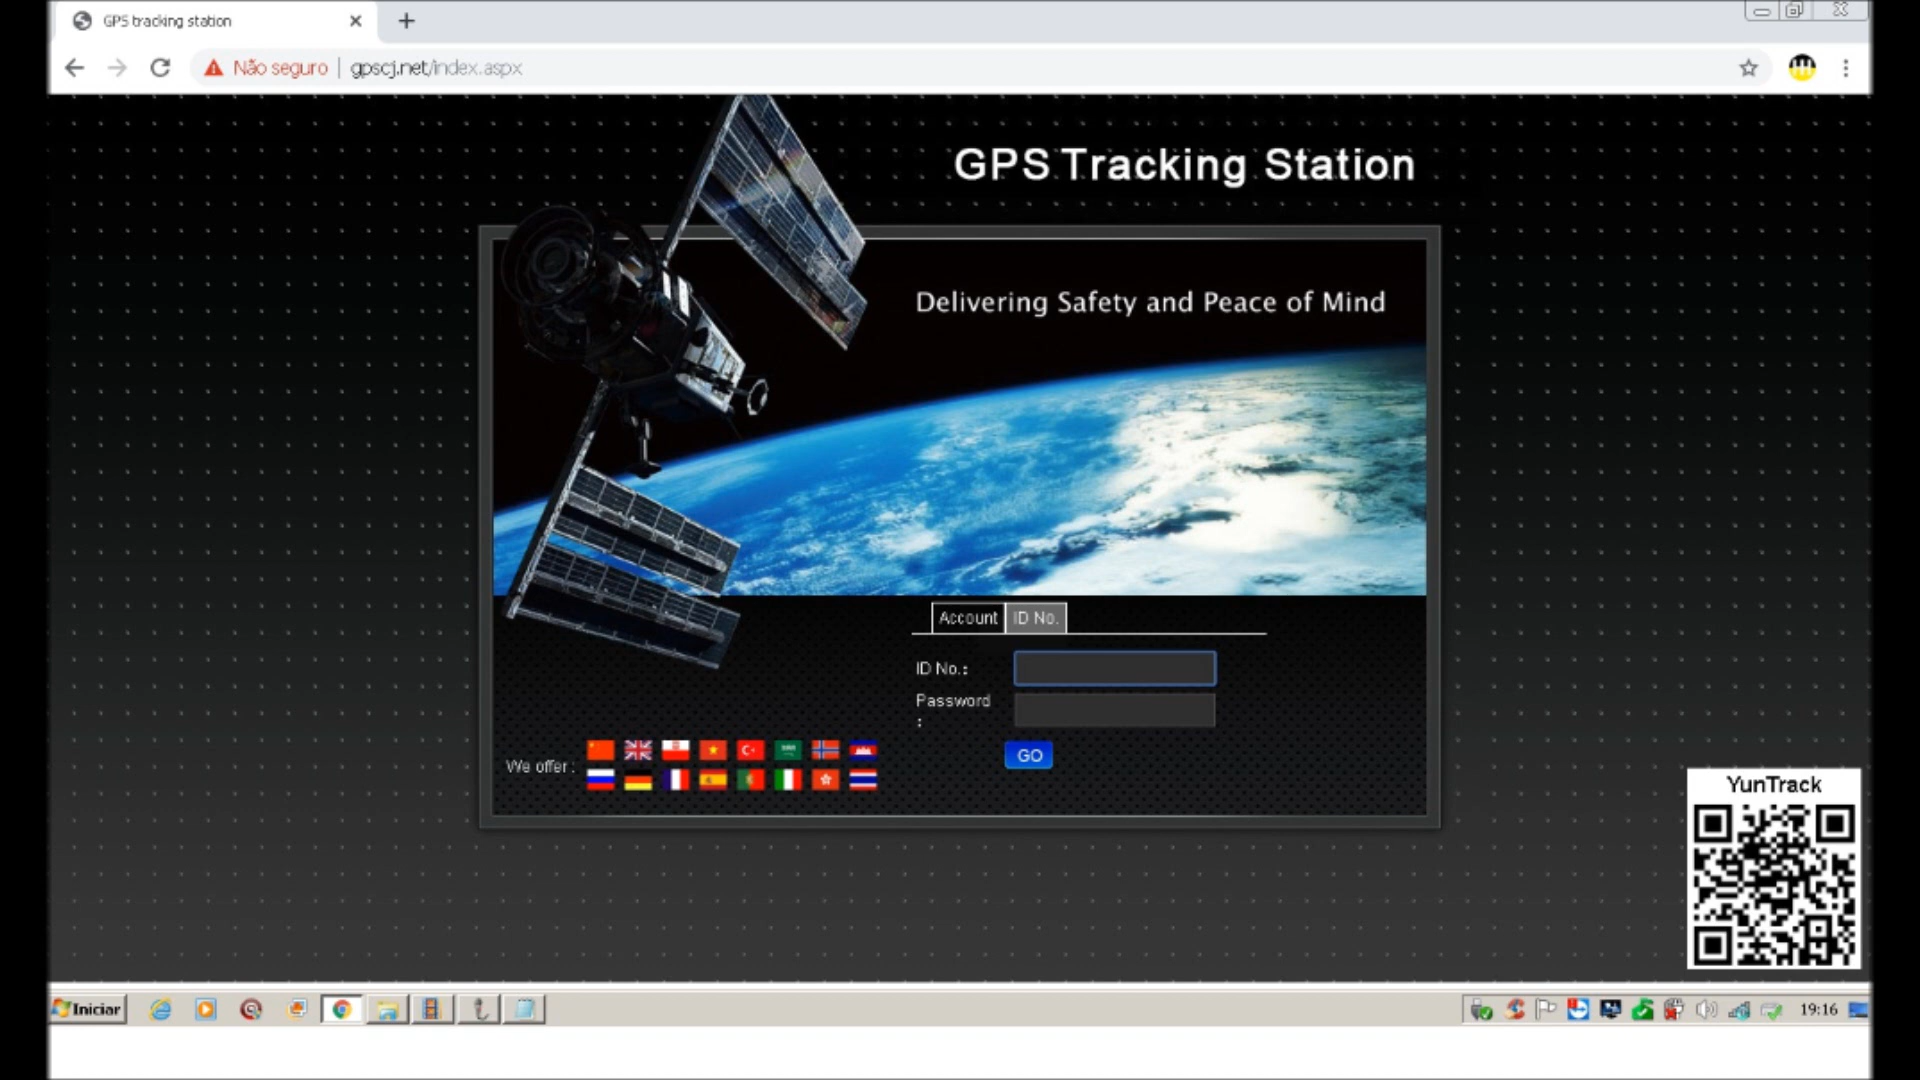 GPS tracking station
Não seguro | gpscj.net/index.aspx
GPS Tracking Station
Delivering Safety and Peace of Mind
Account ID No.
ID No.:
Password
:
GO
We offer:
YunTrack
Iniciar
19:16